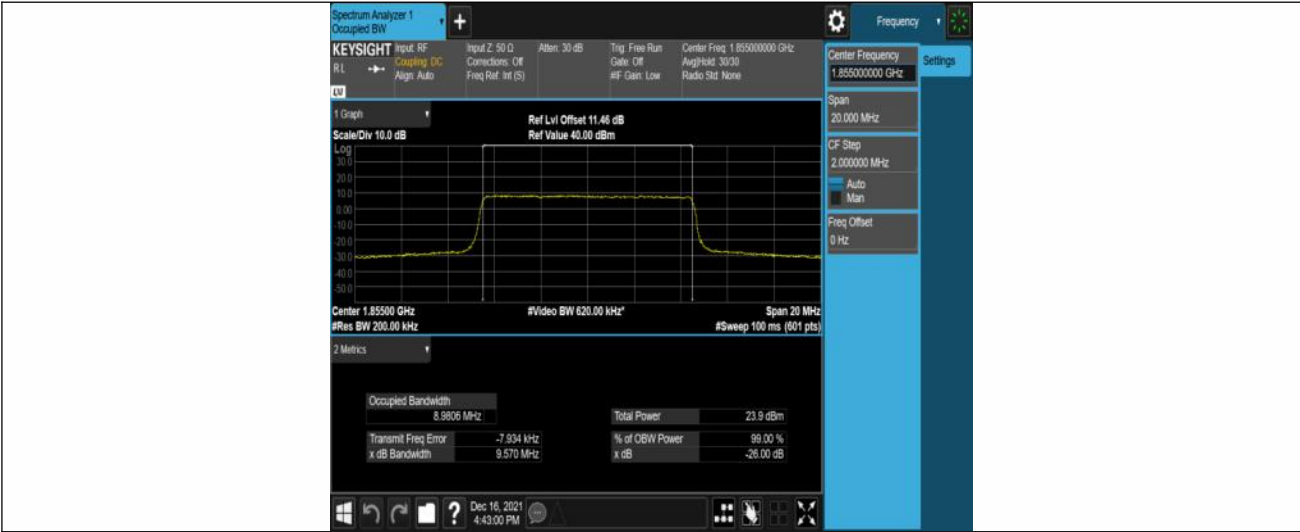 Spectrum Analyzer 1
Occupied BW
+
Frequency
KEYSIGHT
R L
LXI
Input: RF
Coupling: DC
Align: Auto
Input Z: 50 Ω
Corrections: Off
Freq Ref: Int (S)
Atten: 30 dB
Trig: Free Run
Gate: Off
#IF Gain: Low
Center Freq: 1.855000000 GHz
Avg|Hold: 30/30
Radio Std: None
Center Frequency
1.855000000 GHz
Settings
Span
20.000 MHz
CF Step
2.000000 MHz
Auto
Man
Freq Offset
0 Hz
1 Graph
Scale/Div 10.0 dB
Ref Lvl Offset 11.46 dB
Ref Value 40.00 dBm
Log
30.0
20.0
10.0
0.00
-10.0
-20.0
-30.0
-40.0
-50.0
Center 1.85500 GHz
#Video BW 620.00 kHz*
Span 20 MHz
#Res BW 200.00 kHz
#Sweep 100 ms (601 pts)
2 Metrics
Occupied Bandwidth
8.9806 MHz
Total Power 23.9 dBm
Transmit Freq Error -7.934 kHz
% of OBW Power 99.00 %
x dB Bandwidth 9.570 MHz
x dB -26.00 dB
?
Dec 16, 2021
4:43:00 PM